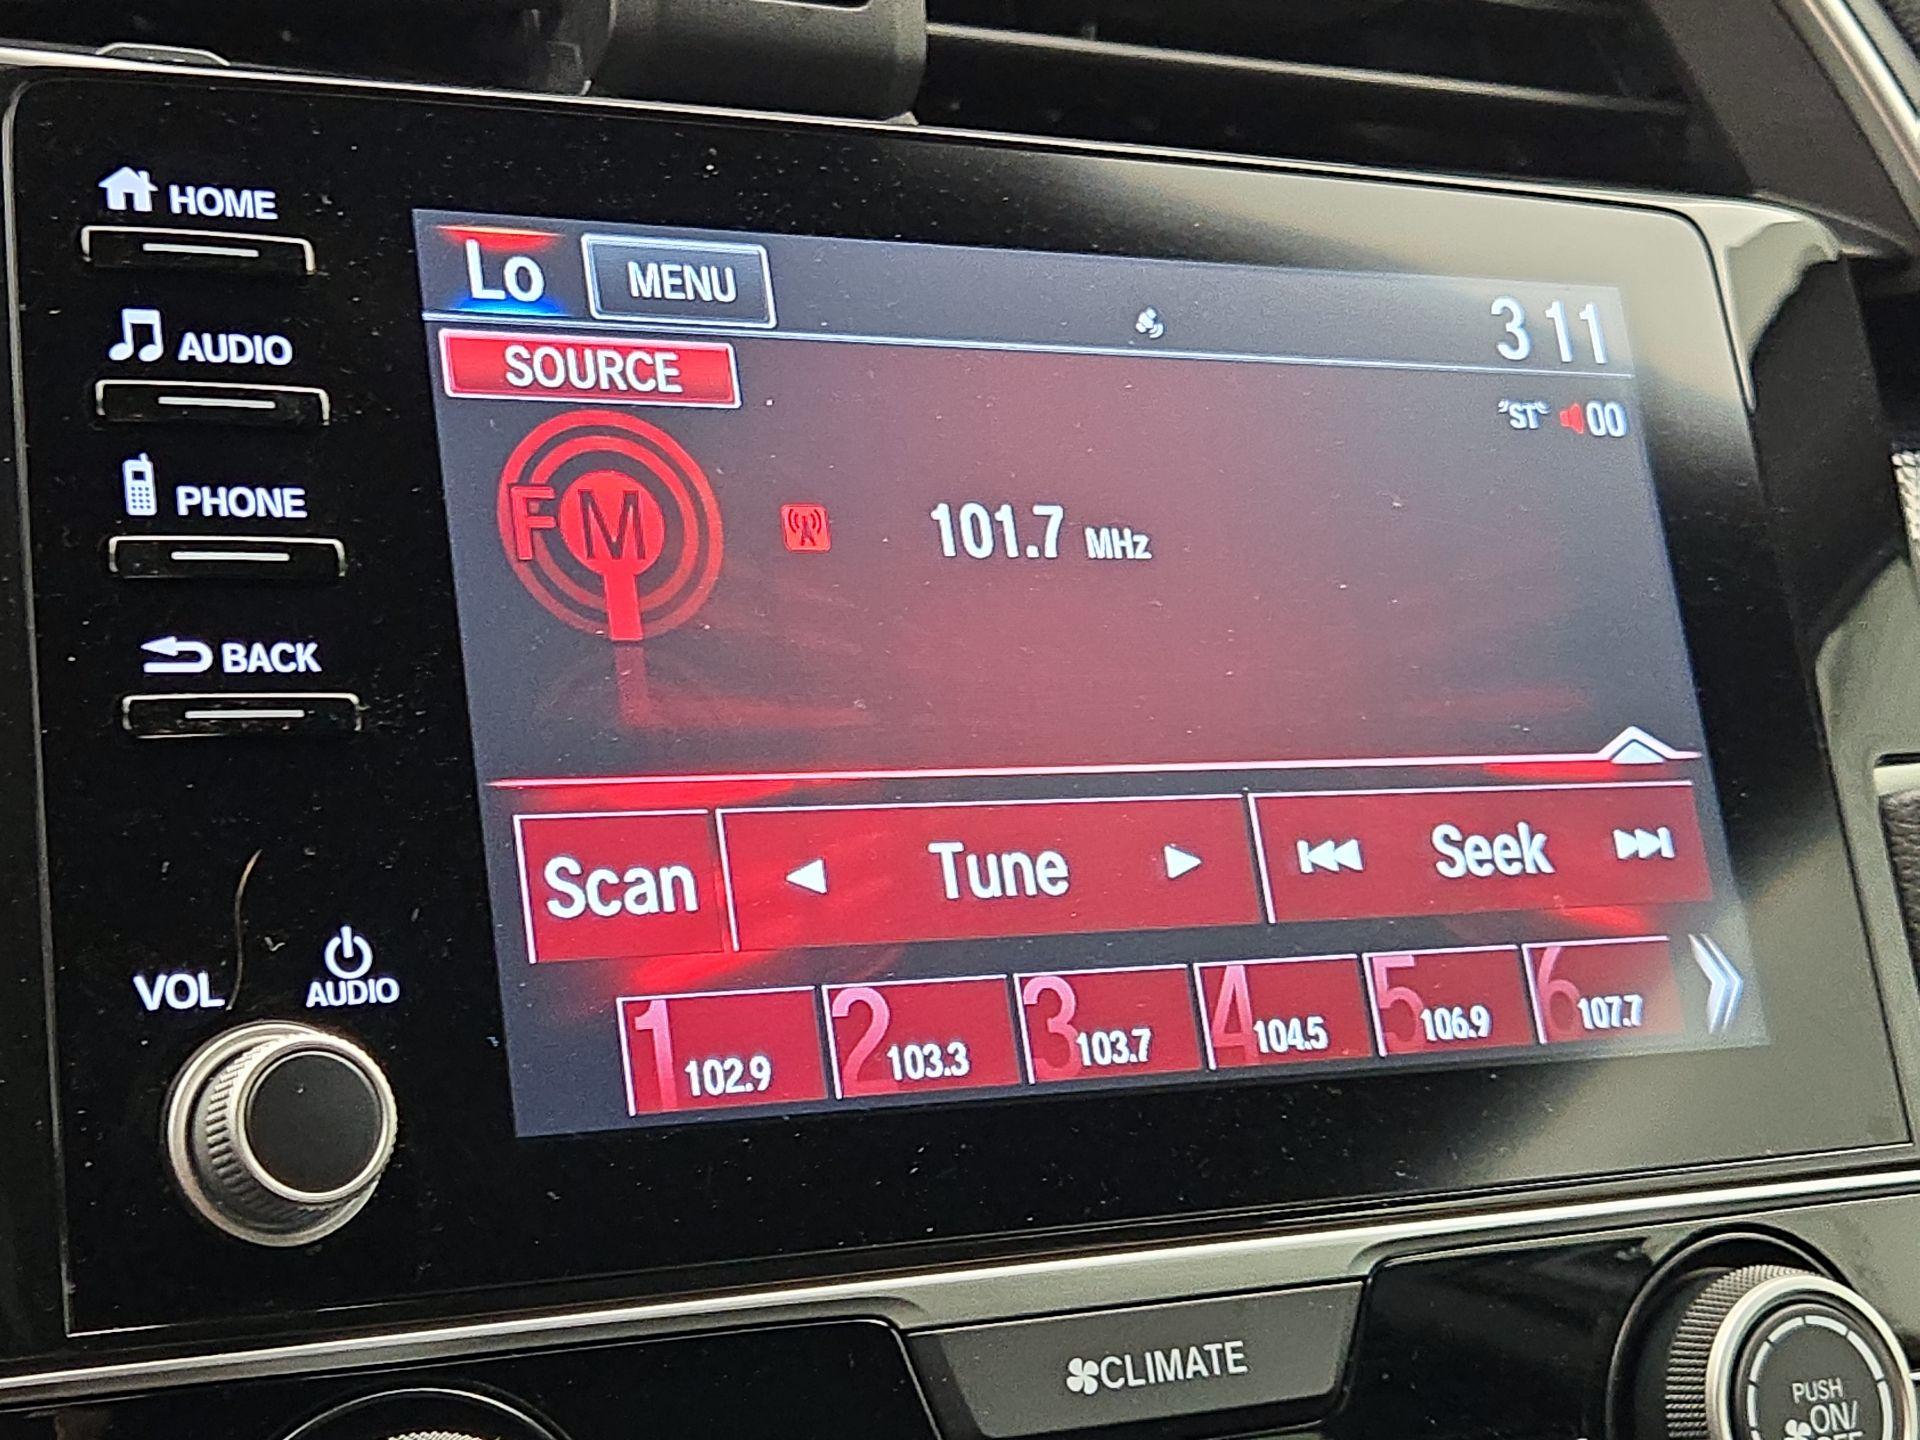 HOME
AUDIO
PHONE
BACK
VOL
AUDIO
Lo MENU
3 11
SOURCE
"ST" 00
FM
101.7 MHz
Scan Tune Seek
1 102.9
2 103.3
3 103.7
4 104.5
5 106.9
6 107.7
CLIMATE
PUSH
ON/
OFF